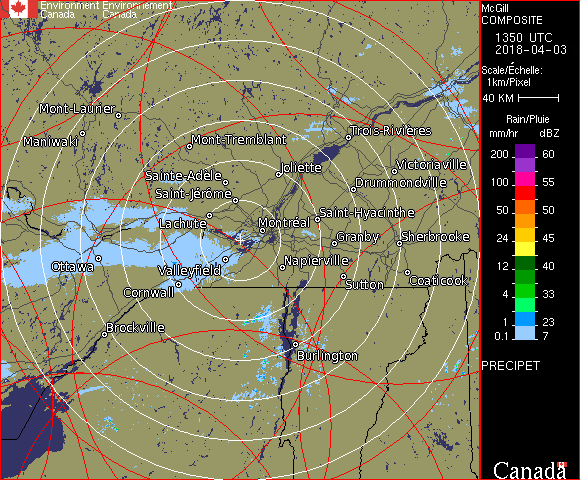 Environment Environnement
Canada Canada
McGill
COMPOSITE
1350 UTC
2018-04-03
Scale/Échelle:
1km/Pixel
40 KM
Rain/Pluie
mm/hr dBZ
200 60
100 55
50 50
24 45
12 40
4 33
1 23
0.1 7
PRECIPET
Mont-Laurier
Maniwaki
Mont-Tremblant
Trois-Rivières
Sainte-Adèle
Joliette
Victoriaville
Saint-Jérôme
Drummondville
Lachute
Montréal
Saint-Hyacinthe
Granby
Sherbrooke
Ottawa
Valleyfield
Napierville
Cornwall
Sutton
Coaticook
Brockville
Burlington
Canada